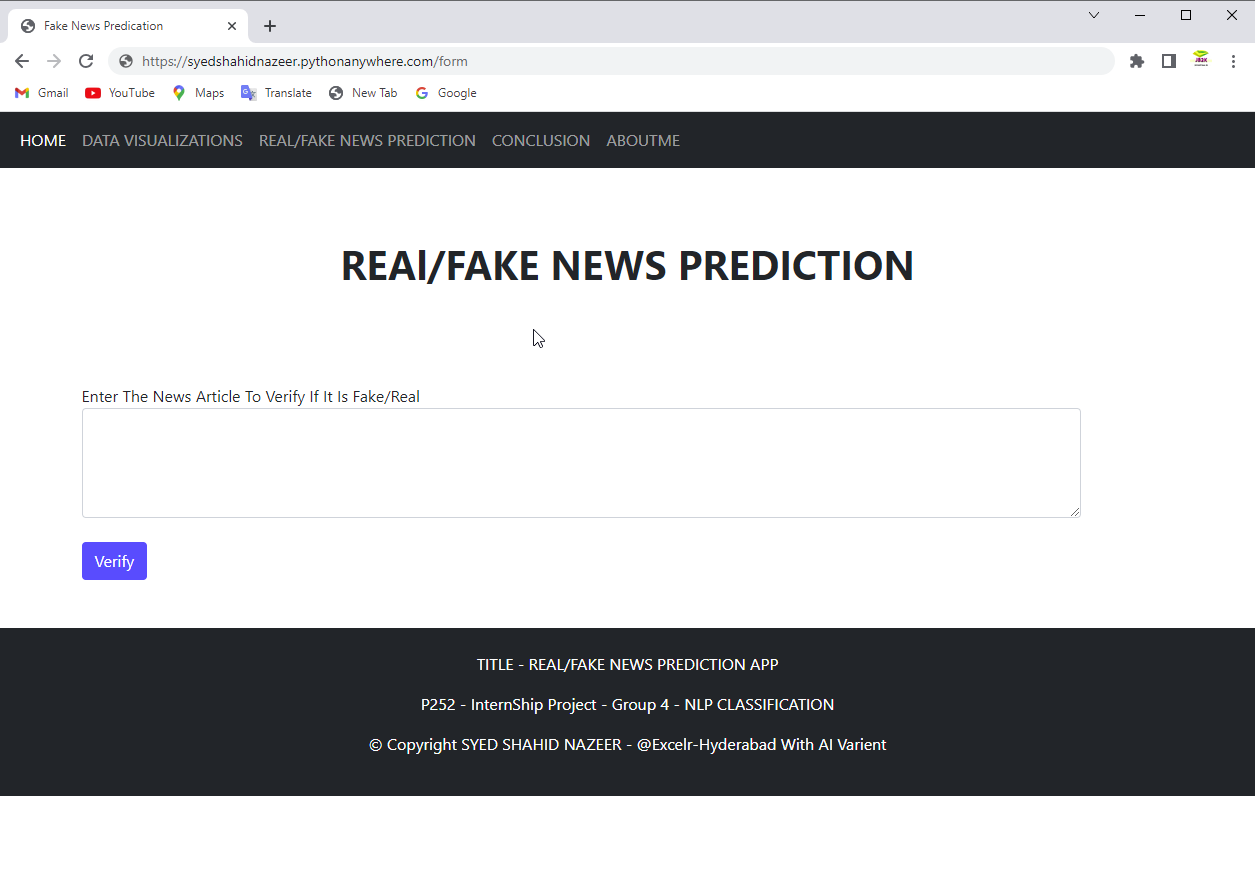 Fake News Predication
https://syedshahidnazeer.pythonanywhere.com/form
Gmail YouTube Maps Translate New Tab Google
HOME DATA VISUALIZATIONS REAL/FAKE NEWS PREDICTION CONCLUSION ABOUTME
REAl/FAKE NEWS PREDICTION
Enter The News Article To Verify If It Is Fake/Real
Verify
TITLE - REAL/FAKE NEWS PREDICTION APP
P252 - InternShip Project - Group 4 - NLP CLASSIFICATION
© Copyright SYED SHAHID NAZEER - @Excelr-Hyderabad With AI Varient